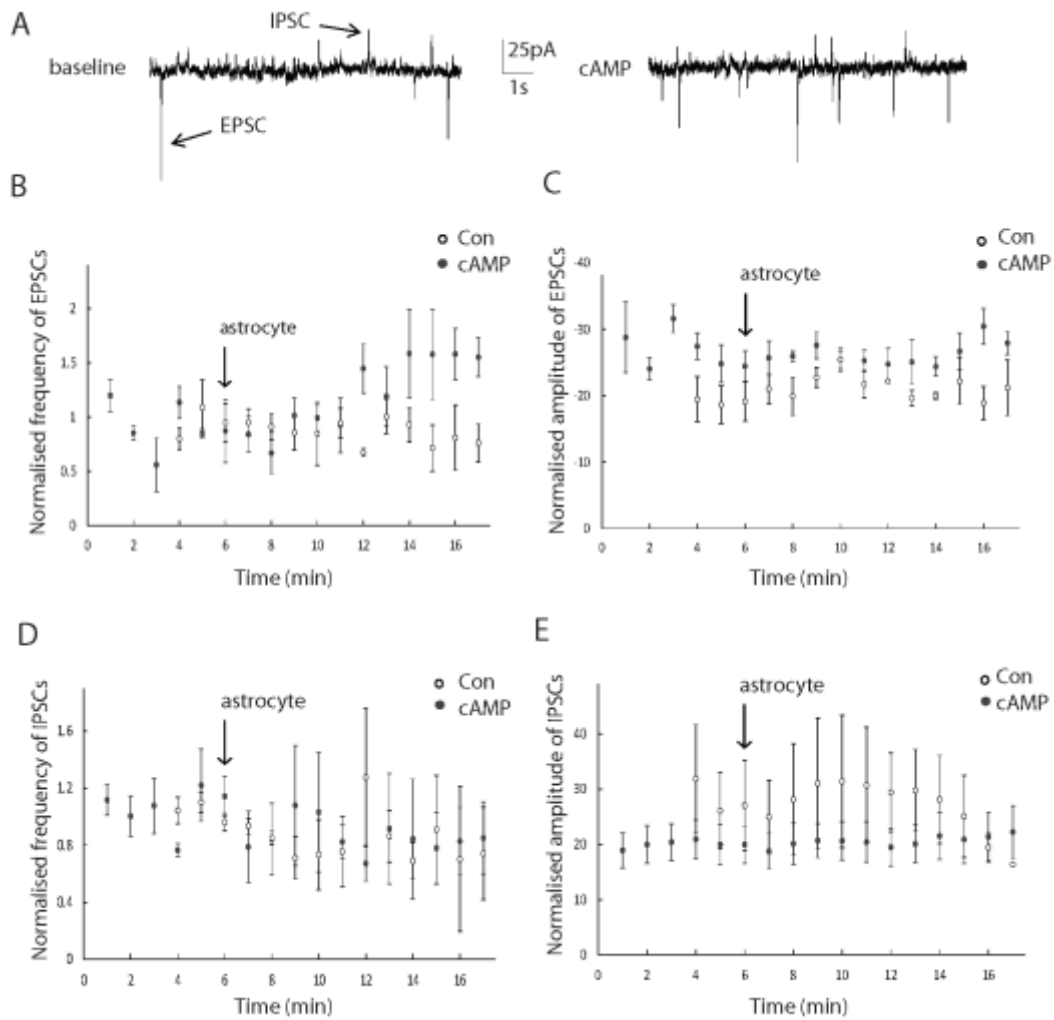 A
IPSC
baseline
25pA
1s
cAMP
EPSC
B
Con
cAMP
Normalised frequency of EPSCs
2
1.5
1
0.5
0
astrocyte
0 2 4 6 8 10 12 14 16
Time (min)
C
Con
cAMP
Normalised amplitude of EPSCs
-40
-30
-20
-10
0
astrocyte
0 2 4 6 8 10 12 14 16
Time (min)
D
Con
cAMP
Normalised frequency of IPSCs
1.6
1.2
0.8
0.4
0
astrocyte
0 2 4 6 8 10 12 14 16
Time (min)
E
Con
cAMP
Normalised amplitude of IPSCs
40
30
20
10
0
astrocyte
0 2 4 6 8 10 12 14 16
Time (min)